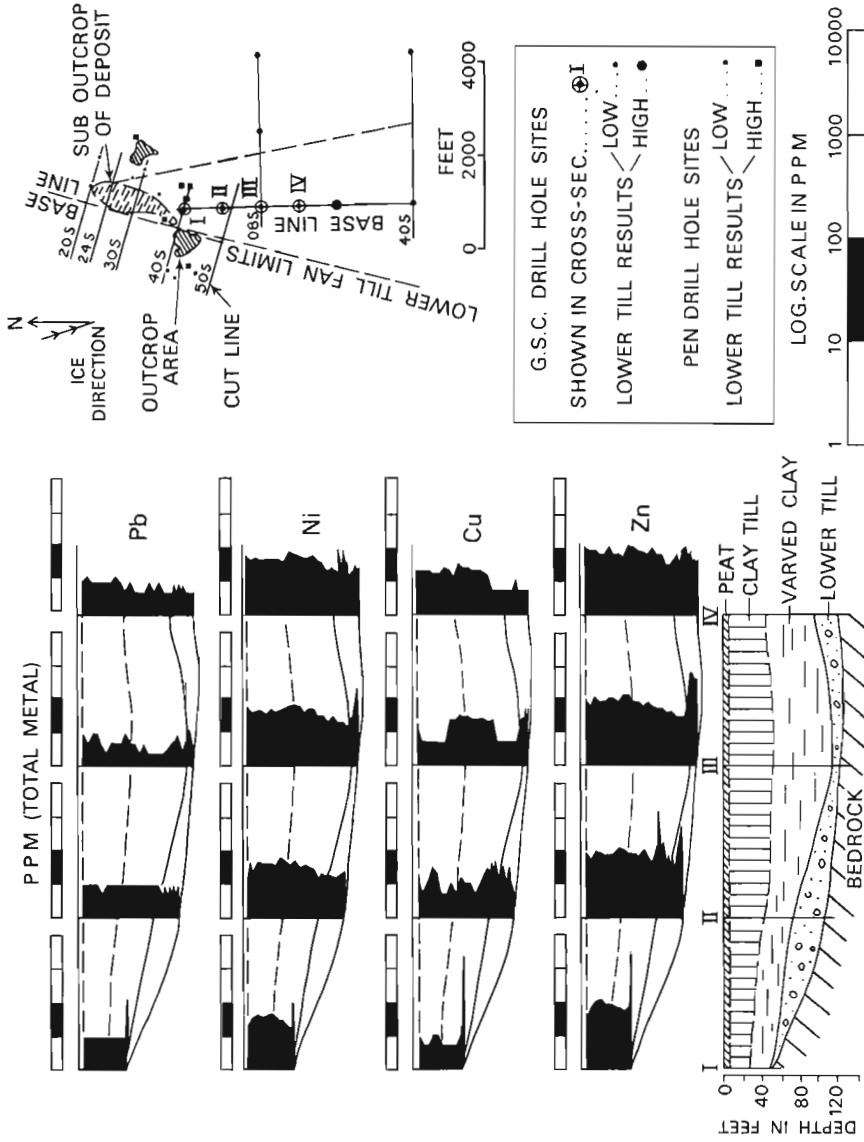 PPM (TOTAL METAL)
Pb
Ni
Cu
Zn
PEAT
CLAY TILL
VARVED CLAY
LOWER TILL
BEDROCK
I
II
III
IV
DEPTH IN FEET
0
40
80
120
N
ICE
DIRECTION
OUTCROP
AREA
CUT LINE
LOWER TILL FAN LIMITS
BASE
LINE
SUB OUTCROP
OF DEPOSIT
20S
24S
30S
40S
50S
I
II
III
IV
80S
BASE LINE
40S
0
2000
4000
FEET
G.S.C. DRILL HOLE SITES
SHOWN IN CROSS-SEC. I
LOWER TILL RESULTS
LOW
HIGH
PEN DRILL HOLE SITES
LOWER TILL RESULTS
LOW
HIGH
LOG. SCALE IN PPM
1
10
100
1000
10000